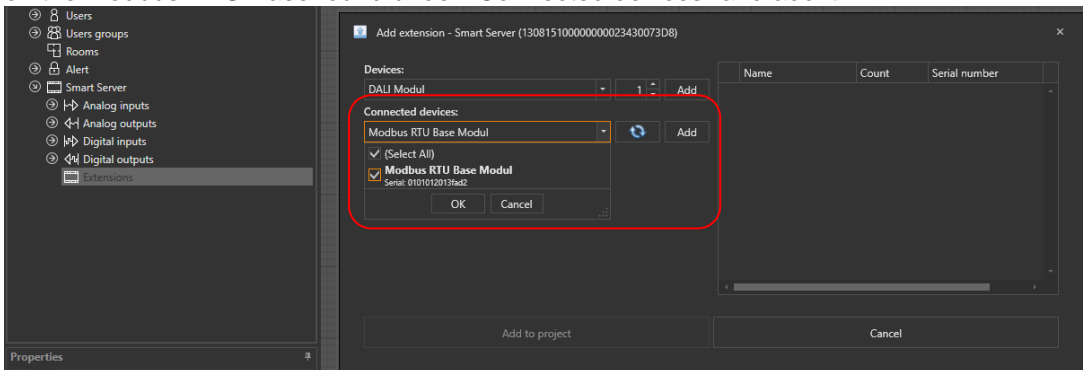 Users
Users groups
Rooms
Alert
Smart Server
Analog inputs
Analog outputs
Digital inputs
Digital outputs
Extensions
Properties
Add extension - Smart Server (13081510000000023430073D8)
Devices:
DALI Modul 1 Add
Connected devices:
Modbus RTU Base Modul Add
(Select All)
Modbus RTU Base Modul
Serial: 0101012013fad2
OK Cancel
Name Count Serial number
Add to project Cancel